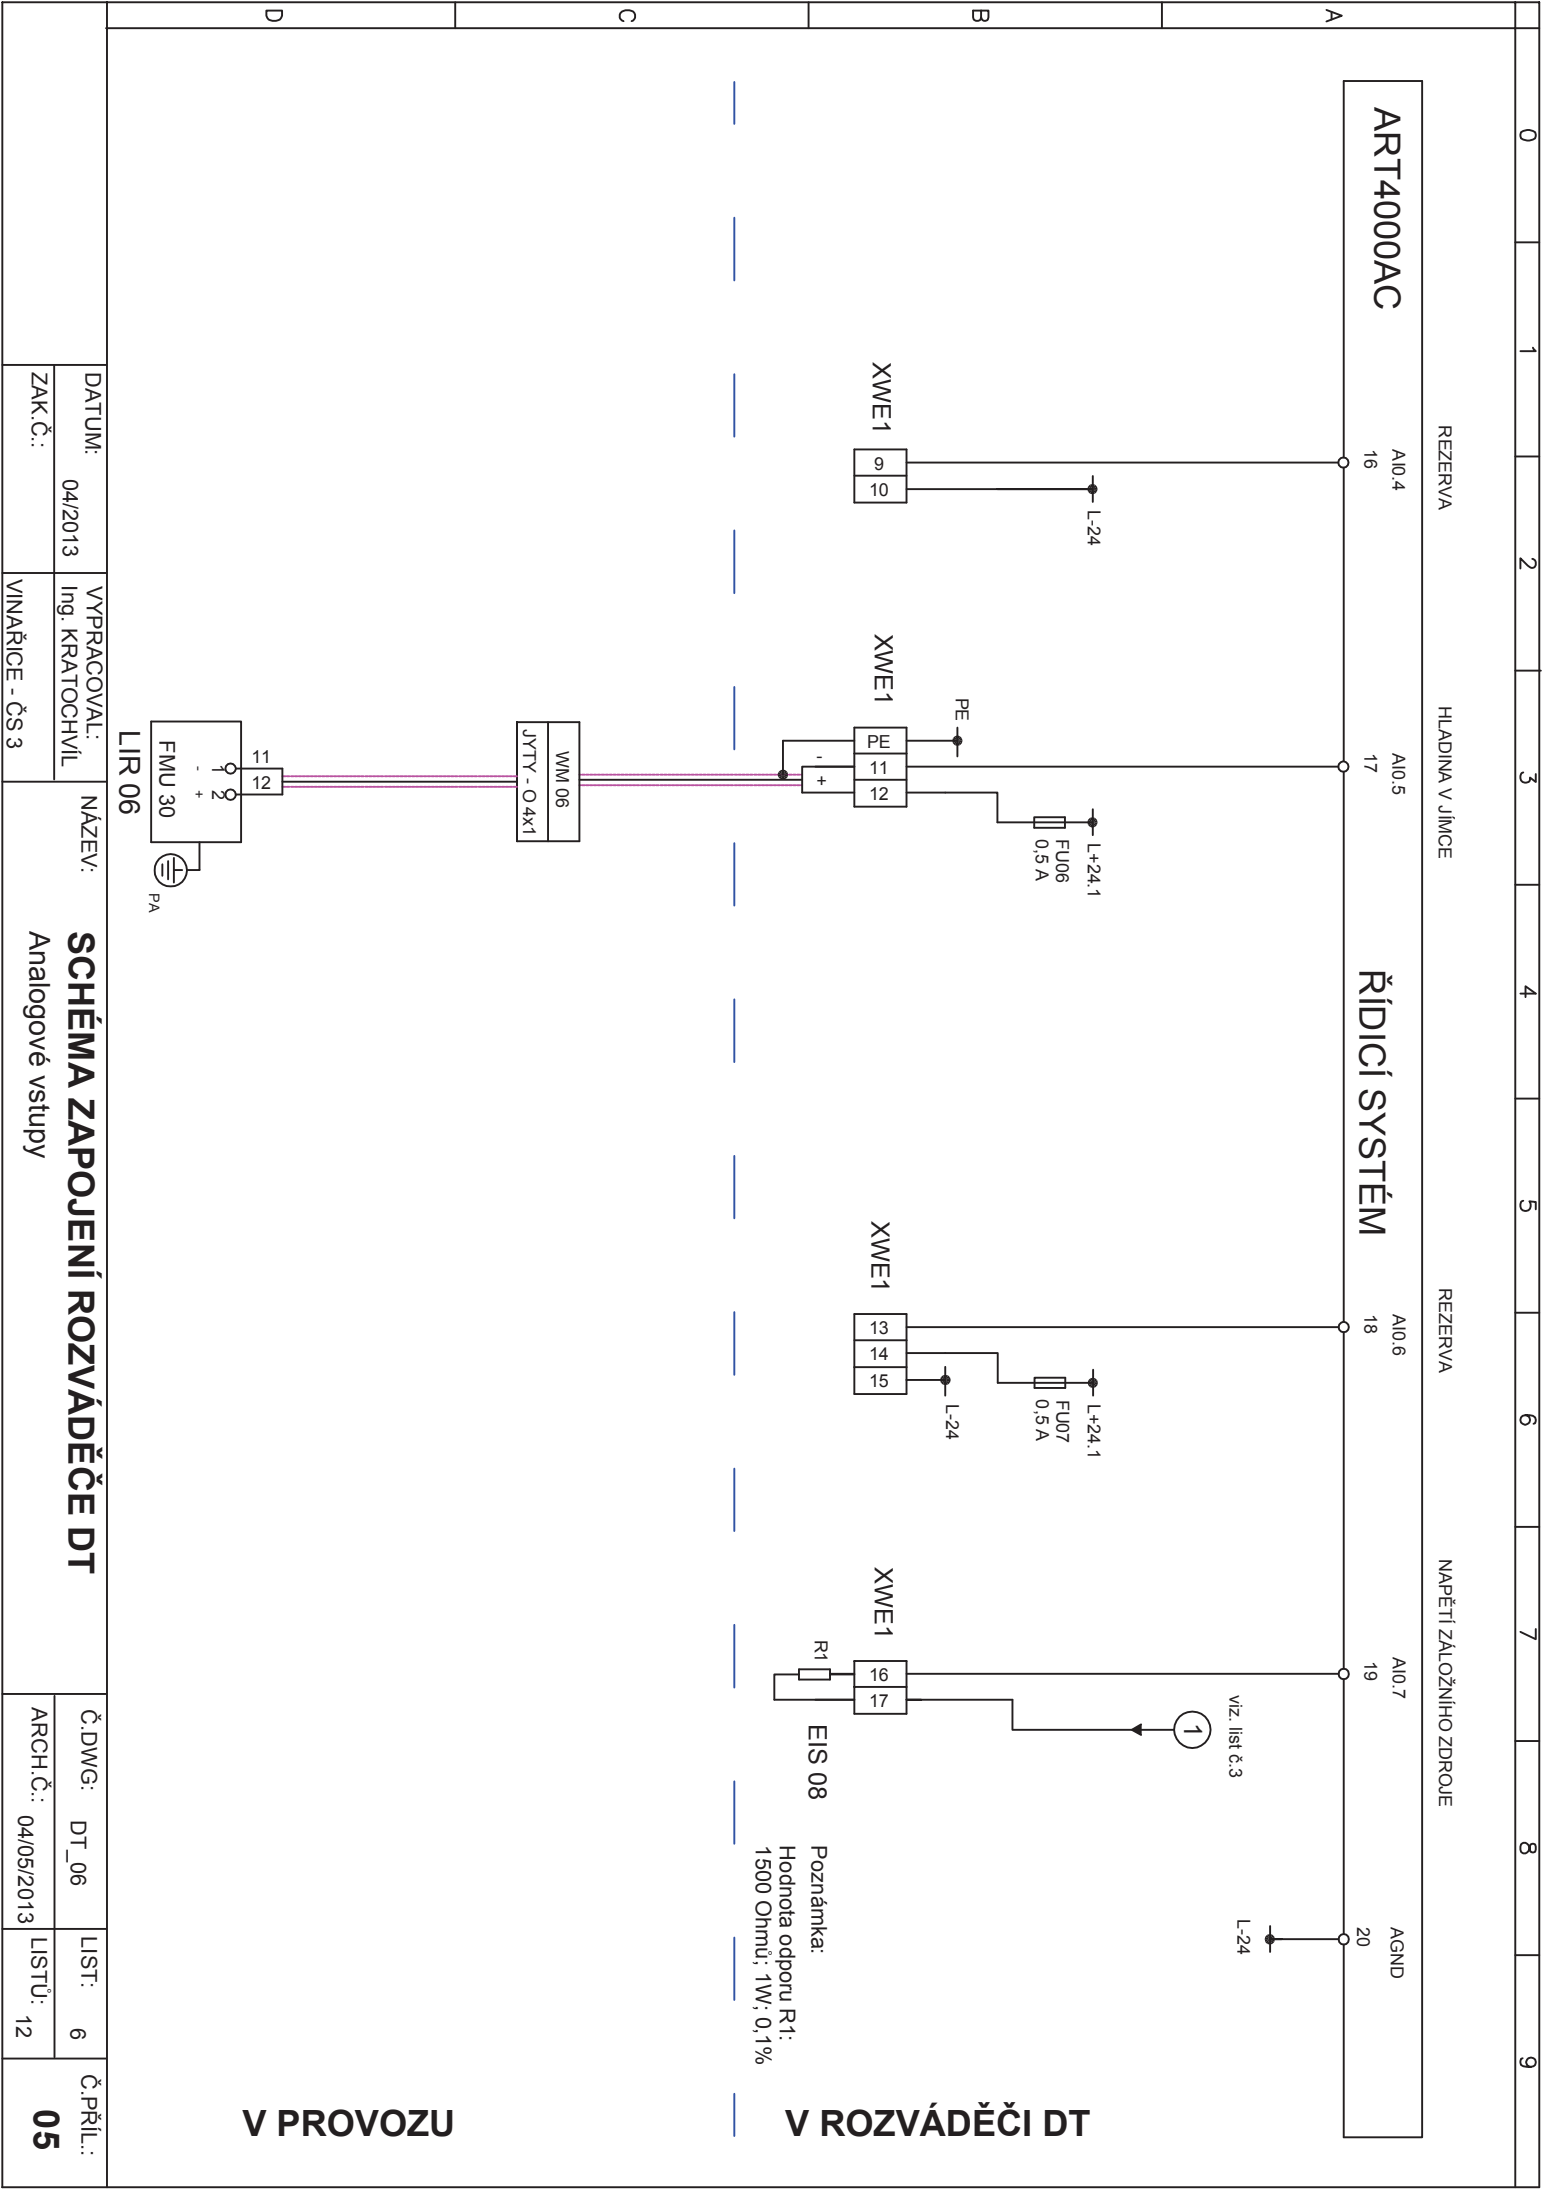 0 1 2 3 4 5 6 7 8 9
A
B
C
D
REZERVA
HLADINA V JÍMCE
REZERVA
NAPĚTÍ ZÁLOŽNÍHO ZDROJE
ART4000AC
ŘÍDICÍ SYSTÉM
AI0.4
16
AI0.5
17
AI0.6
18
AI0.7
19
AGND
20
XWE1
9
10
L-24
XWE1
PE
11
12
PE
-
+
L+24.1
FU06
0,5 A
WM 06
JYTY - O 4x1
11
12
1
2
-
+
FMU 30
LIR 06
PA
XWE1
13
14
15
L-24
L+24.1
FU07
0,5 A
XWE1
16
17
R1
EIS 08
1
viz. list č.3
L-24
Poznámka:
Hodnota odporu R1:
1500 Ohmů; 1W; 0,1%
V ROZVÁDĚČI DT
V PROVOZU
DATUM:
04/2013
ZAK.Č.:
VYPRACOVAL:
Ing. KRATOCHVÍL
VINAŘICE - ČS 3
NÁZEV:
SCHÉMA ZAPOJENÍ ROZVÁDĚČE DT
Analogové vstupy
Č.DWG: DT_06
ARCH.Č.: 04/05/2013
LIST: 6
LISTŮ: 12
Č.PŘÍL.:
05